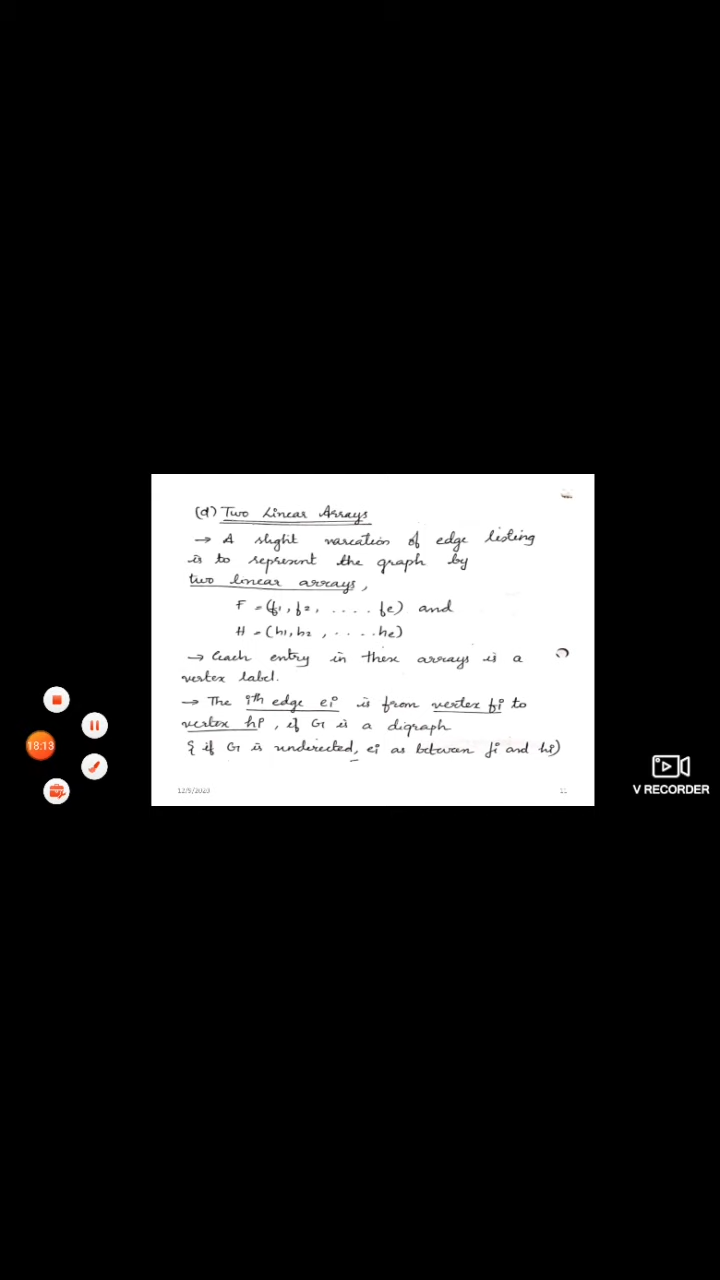 (d) Two Linear Arrays
→ A slight variation of edge listing
is to represent the graph by
two linear arrays,
F = (f1, f2, ..... fe) and
H = (h1, h2, ..... he)
→ Each entry in these arrays is a
vertex label.
→ The ith edge ei is from vertex fi to
vertex hi, if G is a digraph
{ if G is undirected, ei as between fi and hi)
12/9/2020
11
18:13
V RECORDER